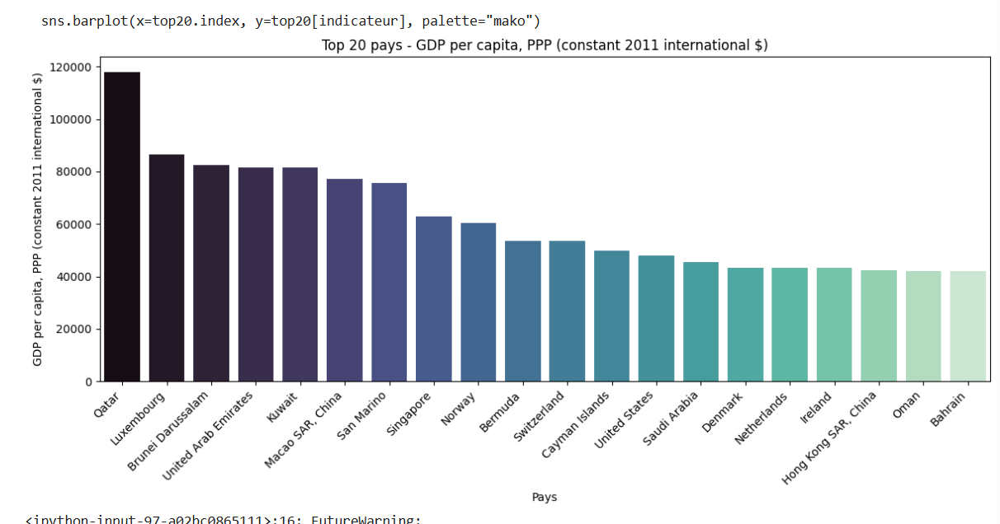 sns.barplot(x=top20.index, y=top20[indicateur], palette="mako")
Top 20 pays - GDP per capita, PPP (constant 2011 international $)
GDP per capita, PPP (constant 2011 international $)
120000
100000
80000
60000
40000
20000
0
Qatar
Luxembourg
Brunei Darussalam
United Arab Emirates
Kuwait
Macao SAR, China
San Marino
Singapore
Norway
Bermuda
Switzerland
Cayman Islands
United States
Saudi Arabia
Denmark
Netherlands
Ireland
Hong Kong SAR, China
Oman
Bahrain
Pays
<ipython-input-97-a02bc0865111>:16: FutureWarning: